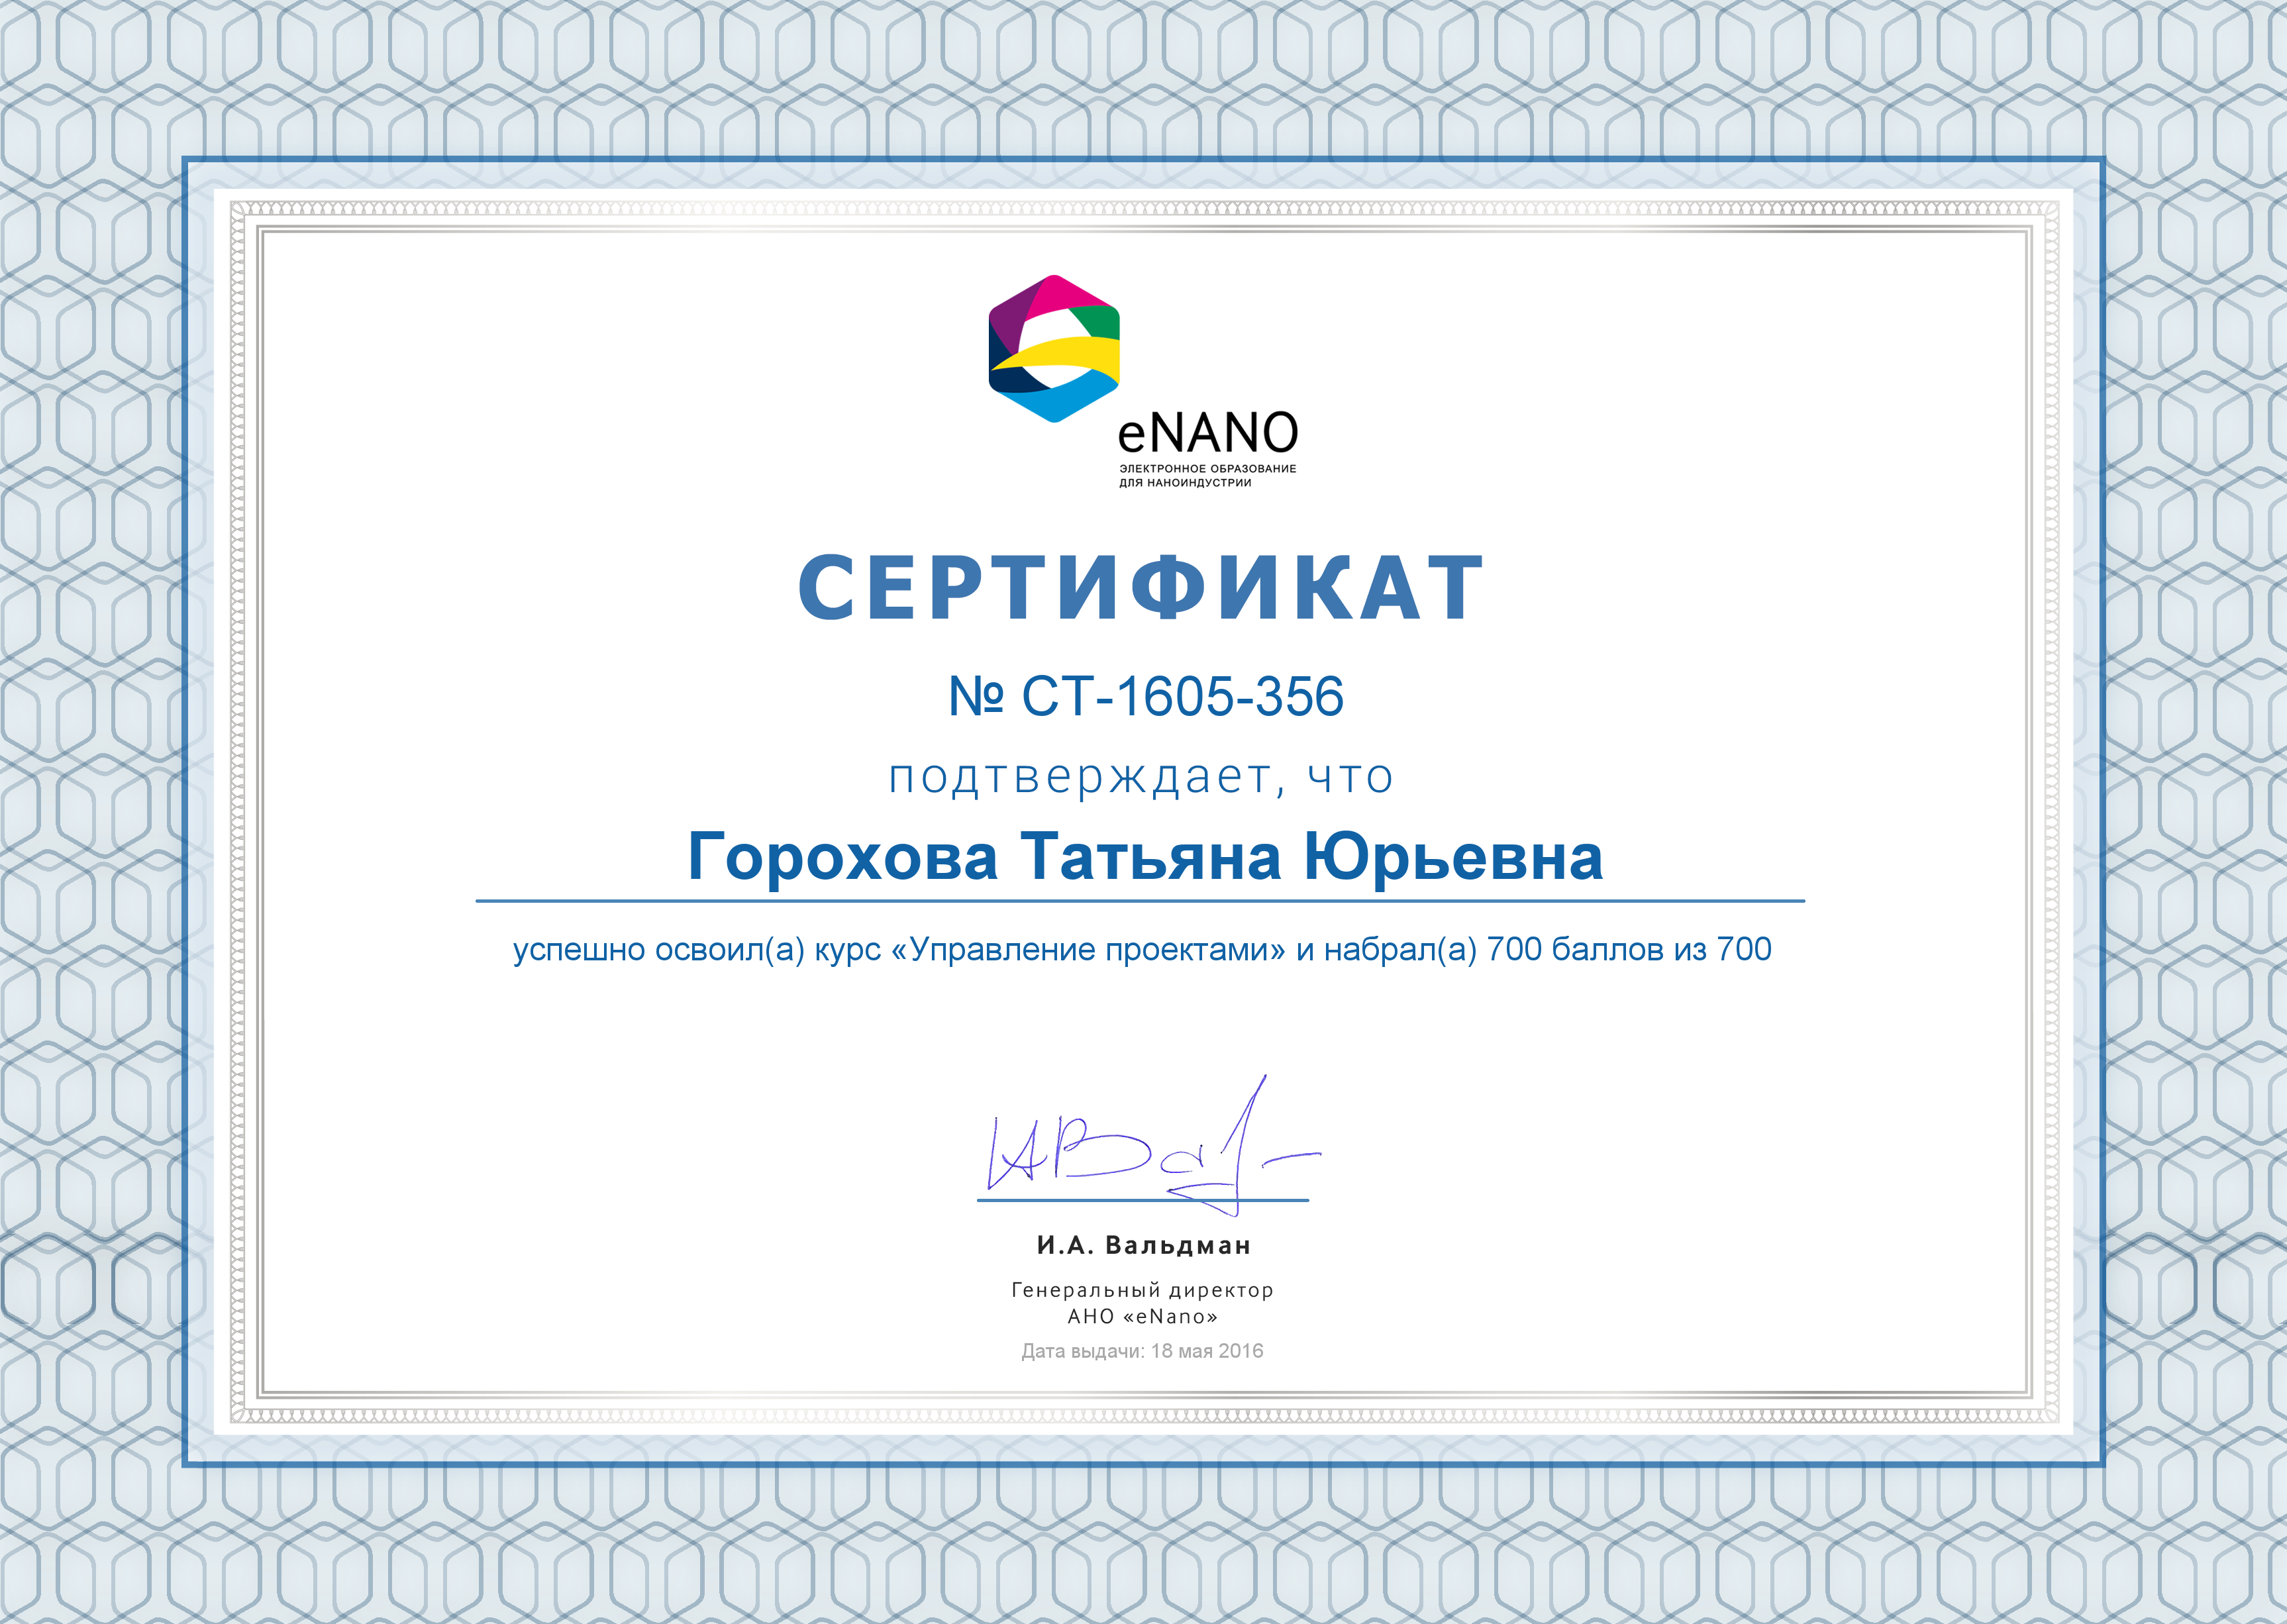 eNANO
ЭЛЕКТРОННОЕ ОБРАЗОВАНИЕ
ДЛЯ НАНОИНДУСТРИИ
СЕРТИФИКАТ
№ СТ-1605-356
подтверждает, что
Горохова Татьяна Юрьевна
успешно освоил(а) курс «Управление проектами» и набрал(а) 700 баллов из 700
И.А. Вальдман
Генеральный директор
АНО «eNano»
Дата выдачи: 18 мая 2016